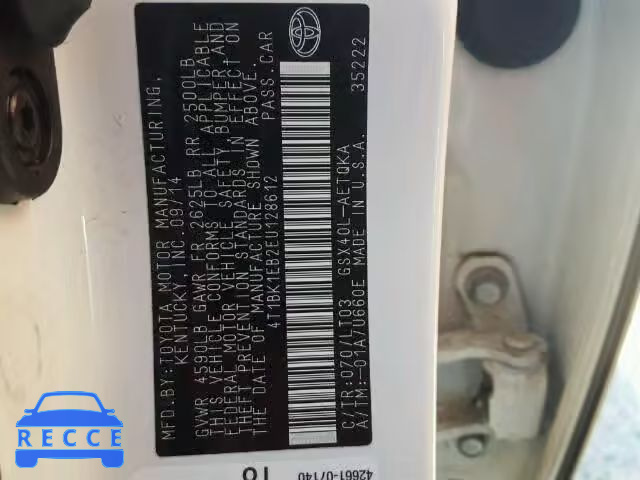 MFD.BY:TOYOTA MOTOR MANUFACTURING,
KENTUCKY,INC.09/14
GVWR 4590LB GAWR FR 2625LB RR 2500LB
THIS VEHICLE CONFORMS TO ALL APPLICABLE
FEDERAL MOTOR VEHICLE SAFETY,BUMPER,AND
THEFT PREVENTION STANDARDS IN EFFECT ON
THE DATE OF MANUFACTURE SHOWN ABOVE.
4T1BK1EB2EU128612 PASS.CAR
C/TR:070/LT03 GSX40L-AETQKA
A/TM:-01A/U660E MADE IN U.S.A. 35222
42661-07140
RECCE